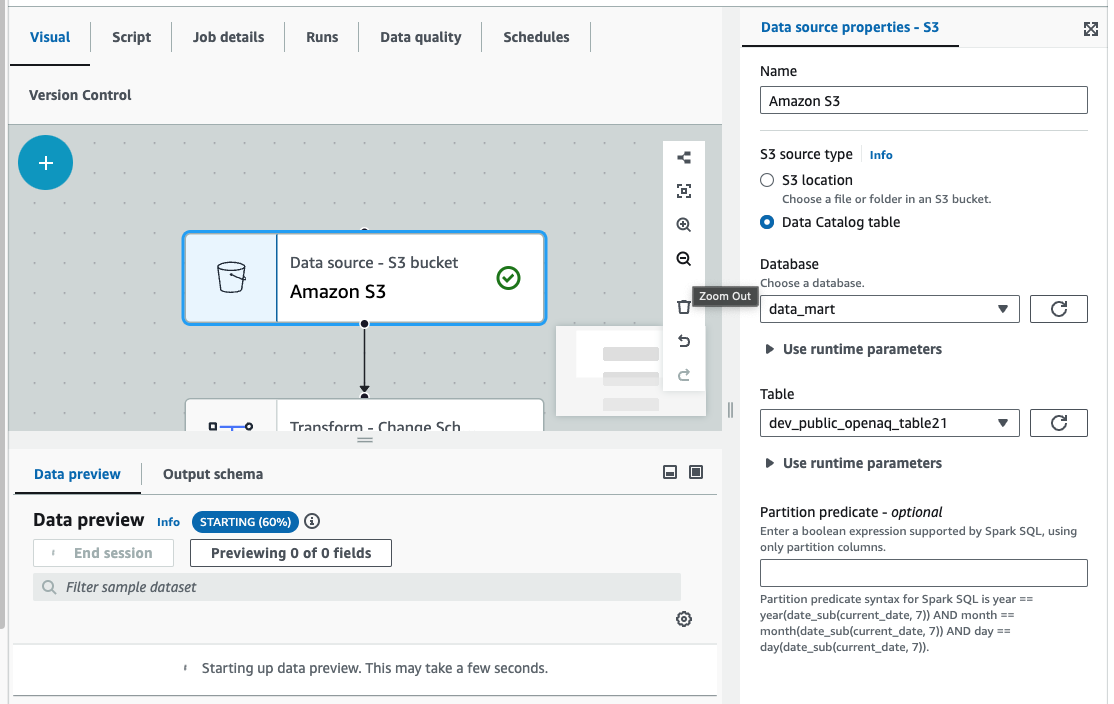 Visual
Script
Job details
Runs
Data quality
Schedules
Version Control
Data source - S3 bucket
Amazon S3
Zoom Out
Transform - Change Sch
Data preview
Output schema
Data preview
Info
STARTING (60%)
End session
Previewing 0 of 0 fields
Filter sample dataset
Starting up data preview. This may take a few seconds.
Data source properties - S3
Name
Amazon S3
S3 source type
Info
S3 location
Choose a file or folder in an S3 bucket.
Data Catalog table
Database
Choose a database.
data_mart
Use runtime parameters
Table
dev_public_openaq_table21
Use runtime parameters
Partition predicate - optional
Enter a boolean expression supported by Spark SQL, using
only partition columns.
Partition predicate syntax for Spark SQL is year ==
year(date_sub(current_date, 7)) AND month ==
month(date_sub(current_date, 7)) AND day ==
day(date_sub(current_date, 7)).